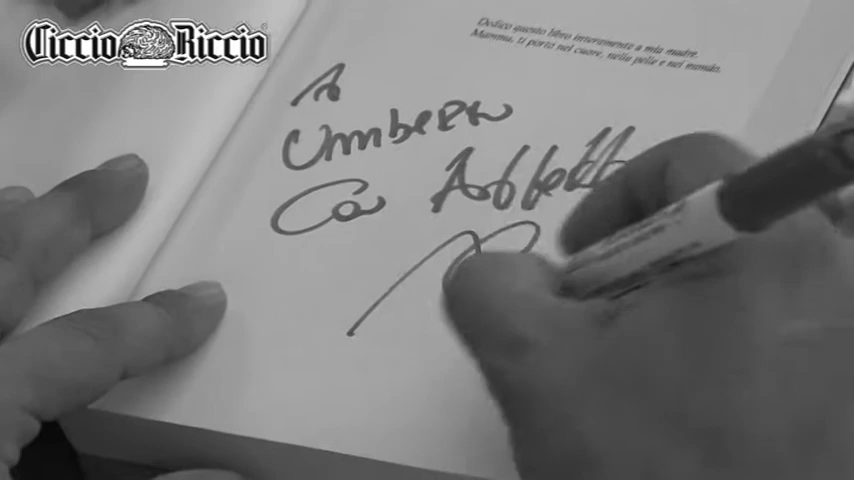 Ciccio Riccio
Dedico questo libro interamente a mia madre.
Mamma, ti porto nel cuore, nella pelle e nel mondo.
A
Umberto
Con Affetto